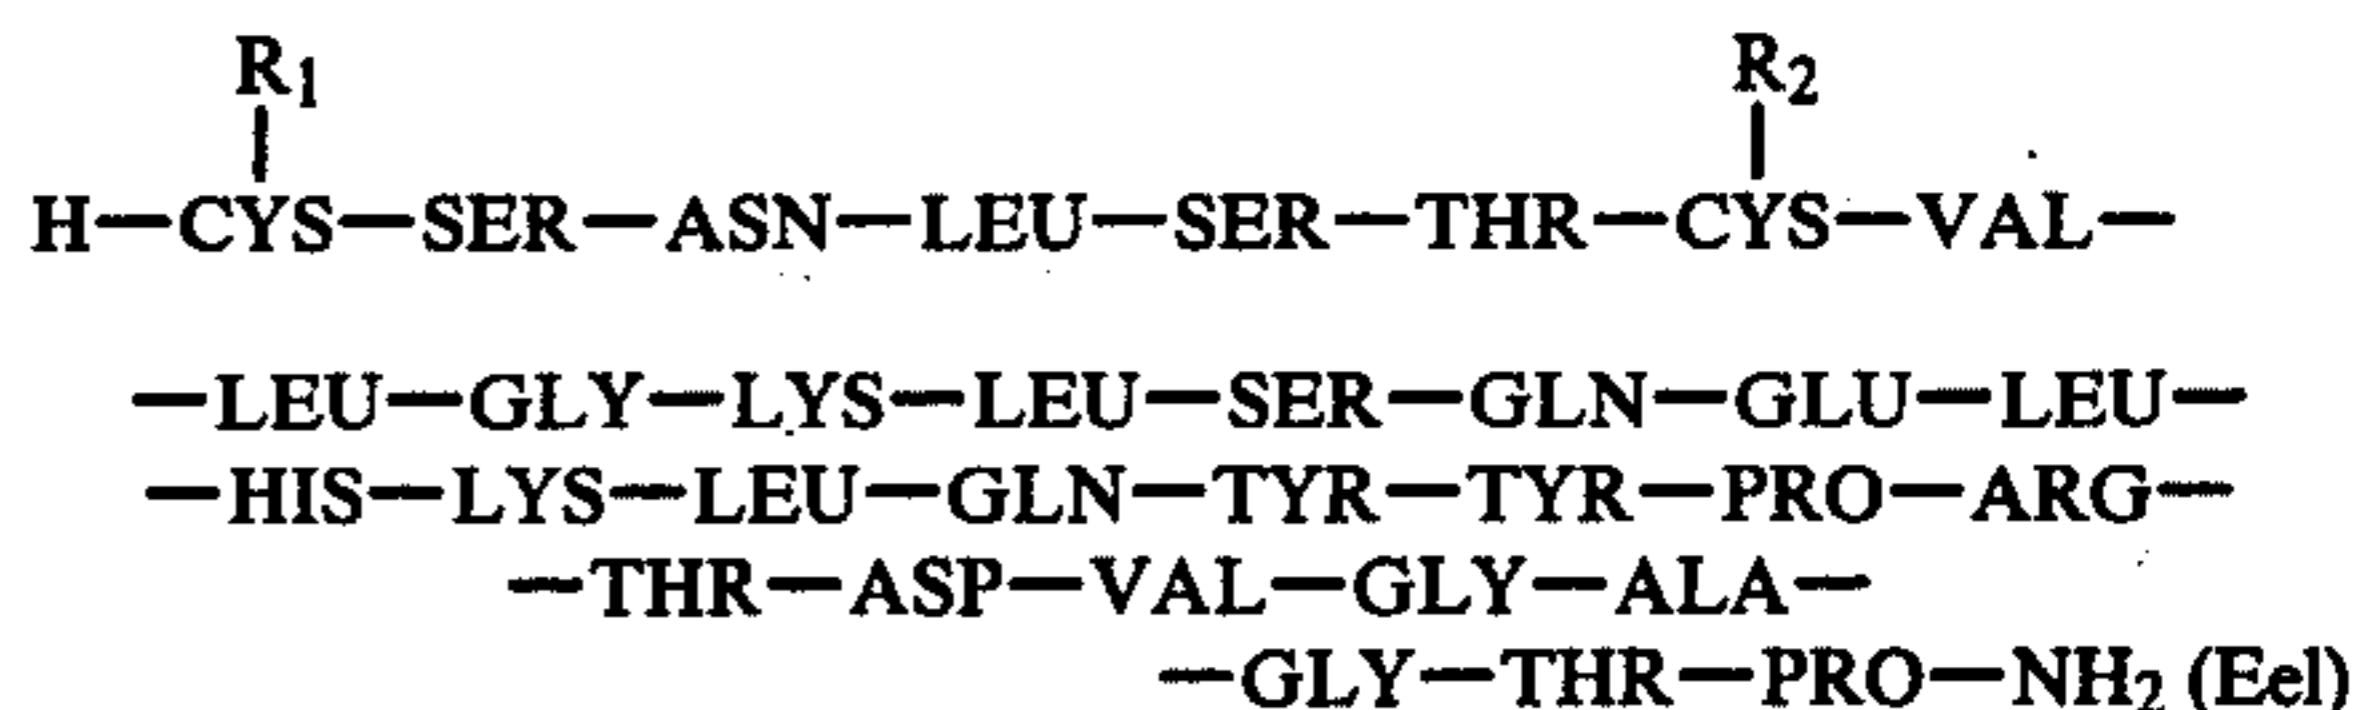 R1 R2
H—CYS—SER—ASN—LEU—SER—THR—CYS—VAL—
—LEU—GLY—LYS—LEU—SER—GLN—GLU—LEU—
—HIS—LYS—LEU—GLN—TYR—TYR—PRO—ARG—
—THR—ASP—VAL—GLY—ALA—
—GLY—THR—PRO—NH2 (Eel)